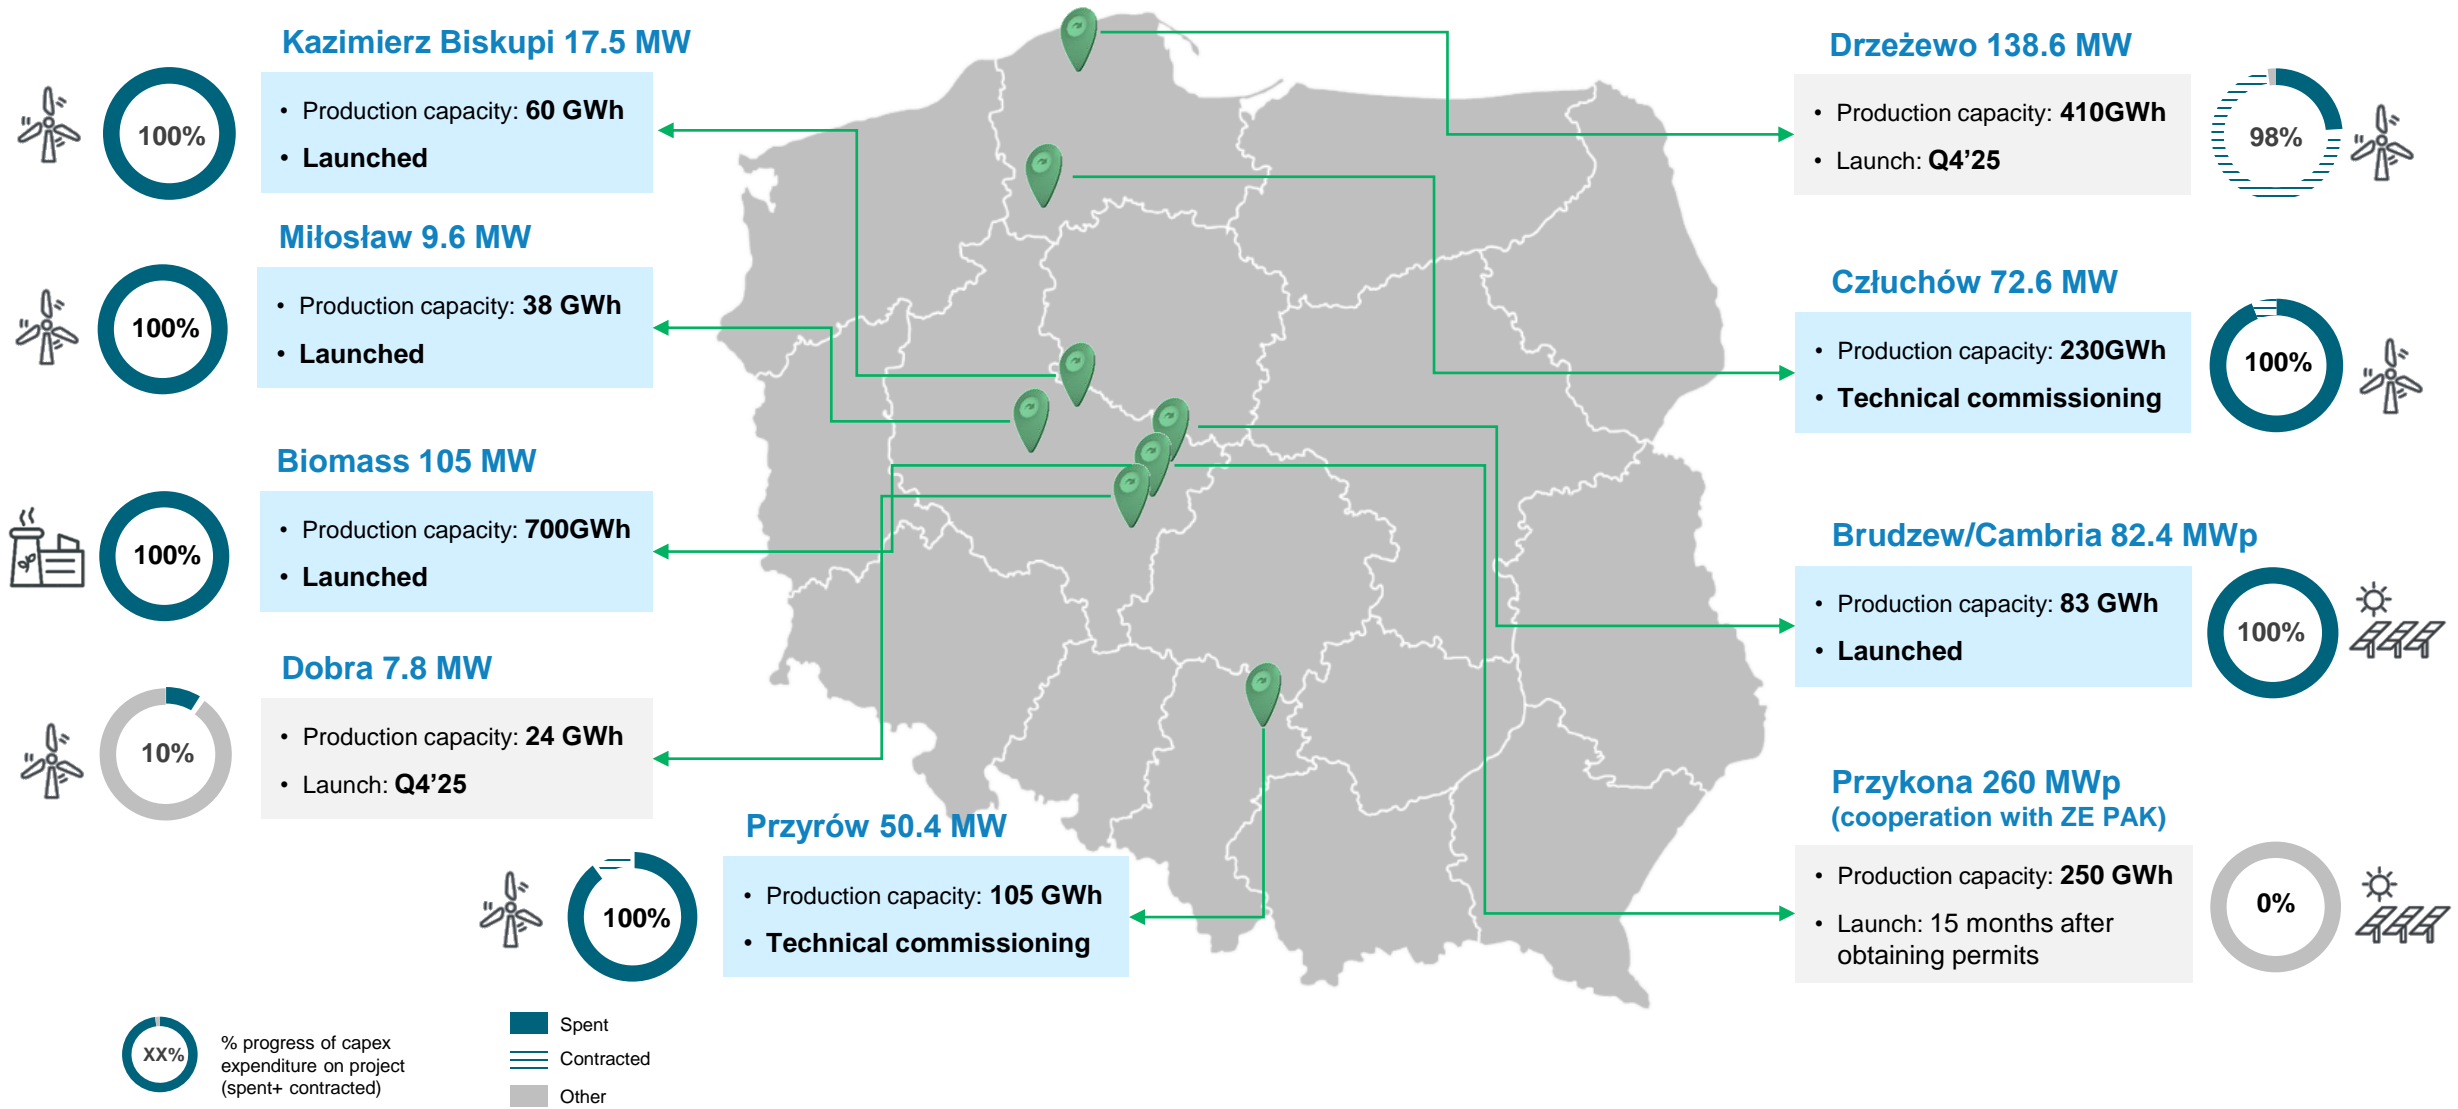 Kazimierz Biskupi 17.5 MW
100%
• Production capacity: 60 GWh
• Launched
Miłosław 9.6 MW
100%
• Production capacity: 38 GWh
• Launched
Biomass 105 MW
100%
• Production capacity: 700GWh
• Launched
Dobra 7.8 MW
10%
• Production capacity: 24 GWh
• Launch: Q4’25
Przyrów 50.4 MW
100%
• Production capacity: 105 GWh
• Technical commissioning
Drzeżewo 138.6 MW
• Production capacity: 410GWh
• Launch: Q4’25
98%
Człuchów 72.6 MW
• Production capacity: 230GWh
• Technical commissioning
100%
Brudzew/Cambria 82.4 MWp
• Production capacity: 83 GWh
• Launched
100%
Przykona 260 MWp
(cooperation with ZE PAK)
• Production capacity: 250 GWh
• Launch: 15 months after
obtaining permits
0%
XX%
% progress of capex
expenditure on project
(spent+ contracted)
Spent
Contracted
Other